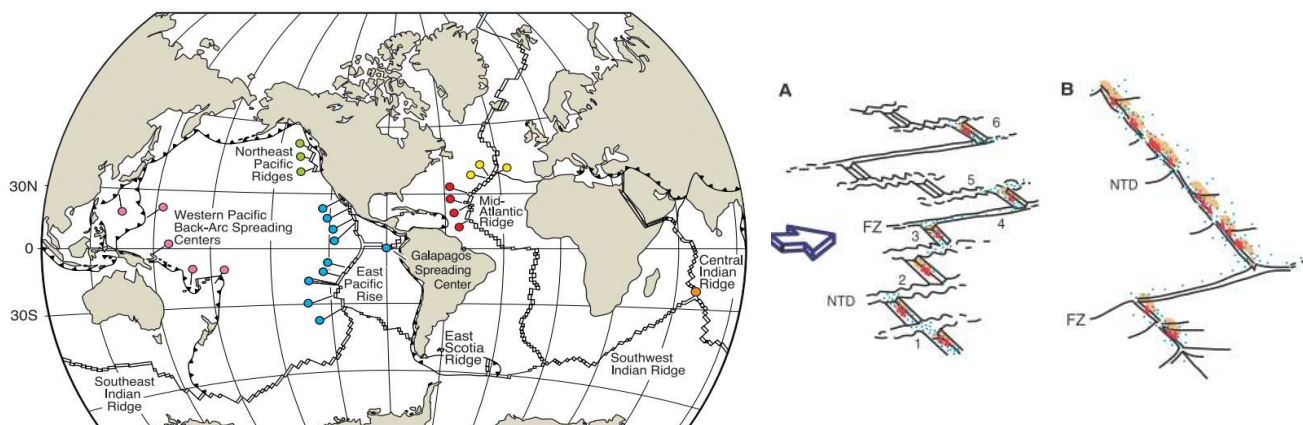 30N
0
30S
Northeast
Pacific
Ridges
Western Pacific
Back-Arc Spreading
Centers
Mid-
Atlantic
Ridge
Galapagos
Spreading
Center
East
Pacific
Rise
Central
Indian
Ridge
East
Scotia
Ridge
Southwest
Indian Ridge
Southeast
Indian
Ridge
A
6
5
FZ
3
4
2
NTD
1
B
NTD
FZ